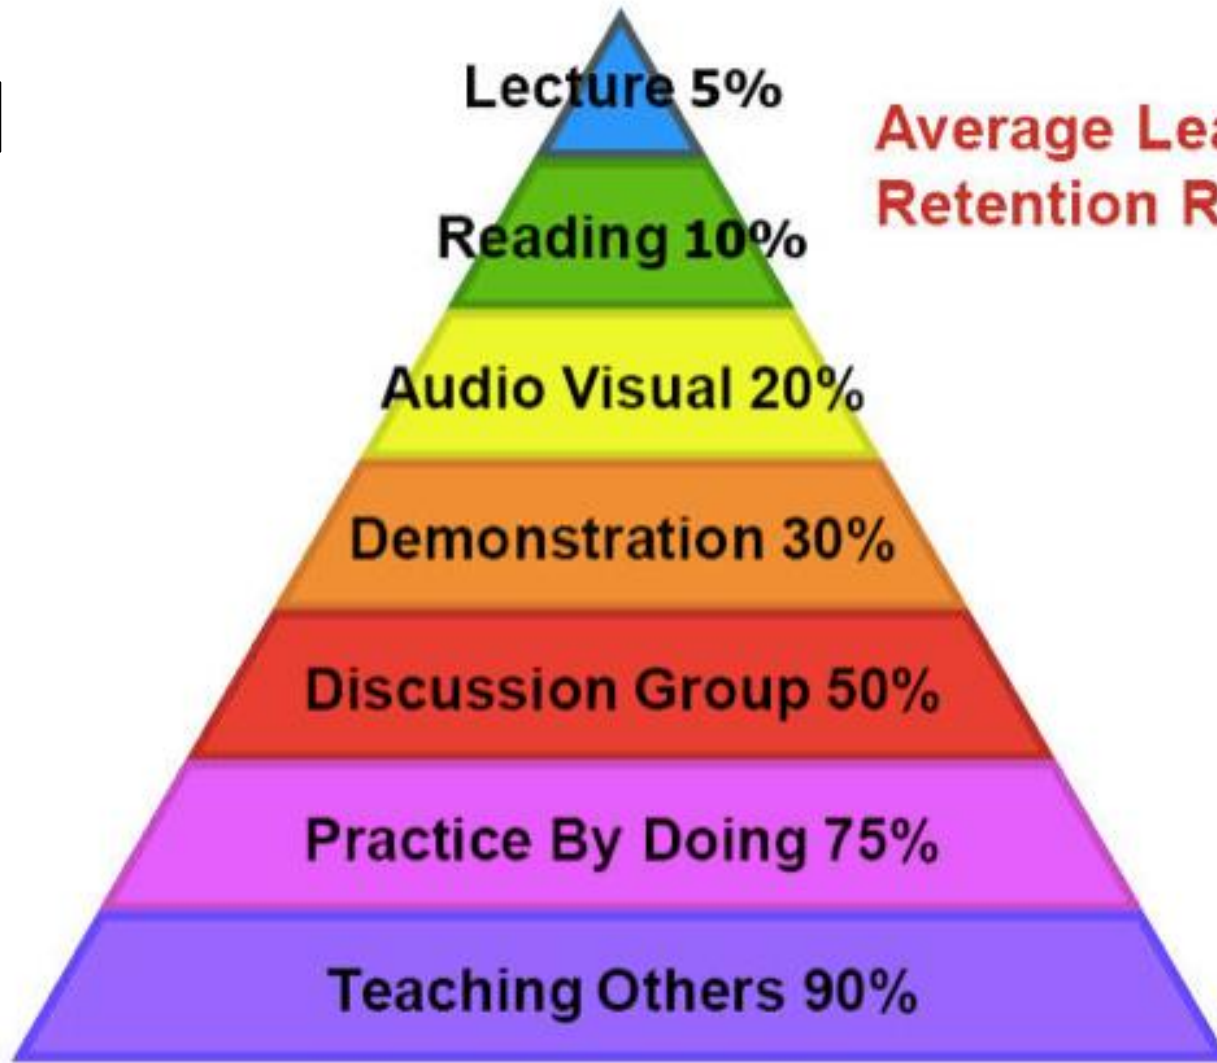 Lecture 5%
Average Lea
Retention R
Reading 10%
Audio Visual 20%
Demonstration 30%
Discussion Group 50%
Practice By Doing 75%
Teaching Others 90%